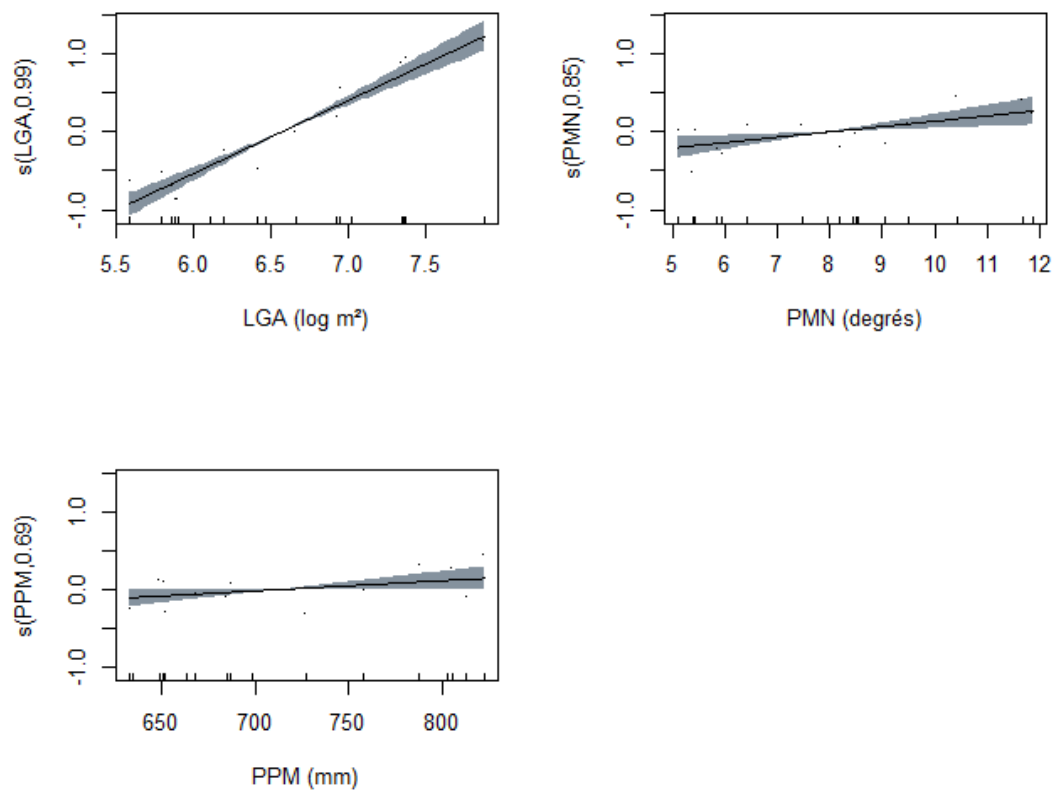 s(LGA,0.99)
1.0
0.0
-1.0
5.5 6.0 6.5 7.0 7.5
LGA (log m²)
s(PMN,0.85)
1.0
0.0
-1.0
5 6 7 8 9 10 11 12
PMN (degrés)
s(PPM,0.69)
1.0
0.0
-1.0
650 700 750 800
PPM (mm)